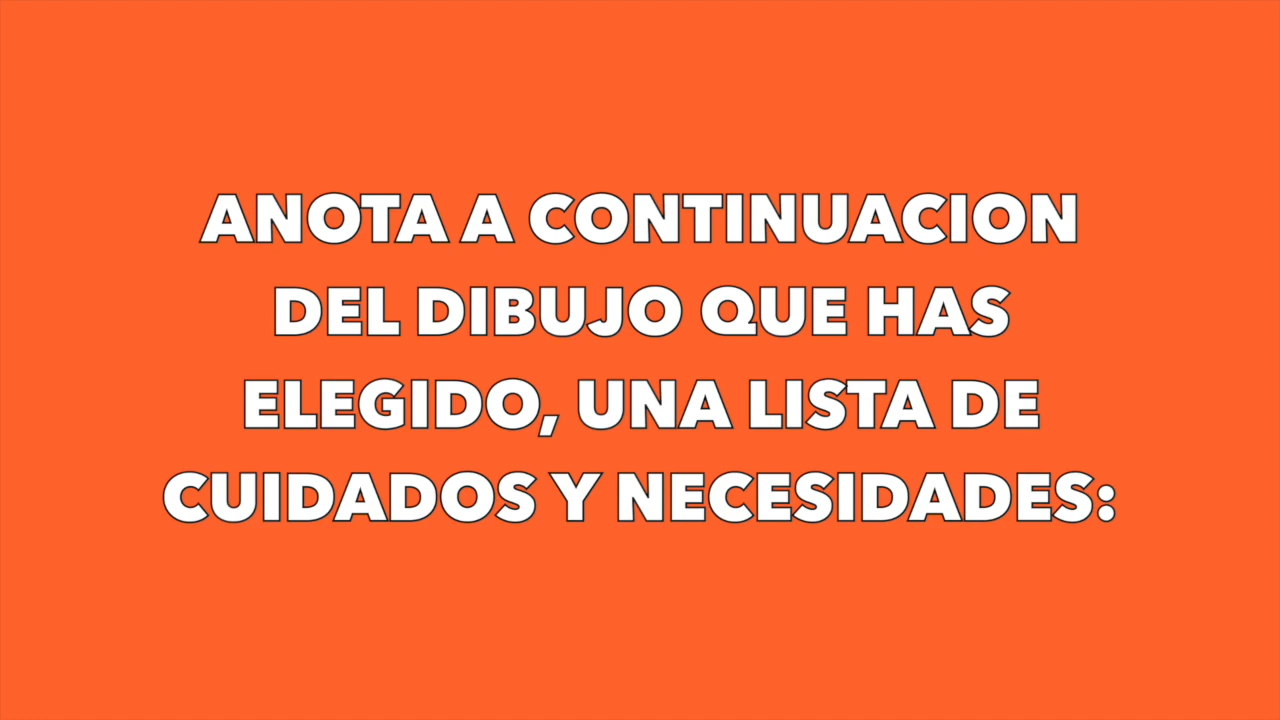 ANOTA A CONTINUACION
DEL DIBUJO QUE HAS
ELEGIDO, UNA LISTA DE
CUIDADOS Y NECESIDADES: